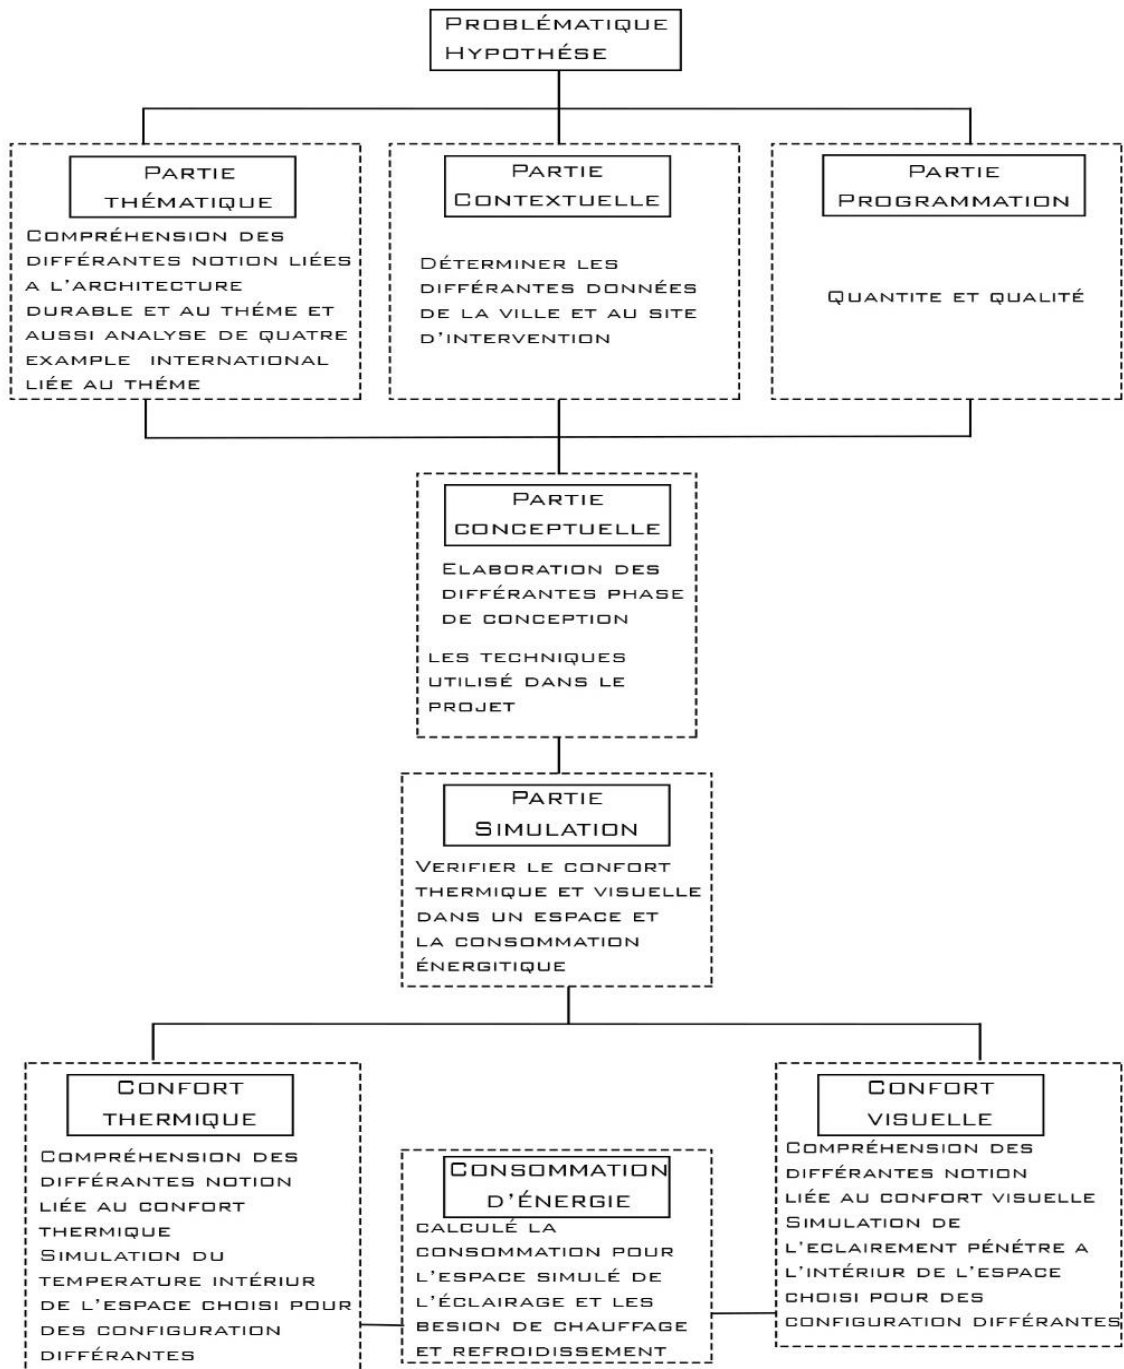 Problématique
Hypothése
Partie
thématique
Compréhension des
différantes notion liées
a l'architecture
durable et au théme et
aussi analyse de quatre
example international
liée au théme
Partie
Contextuelle
Déterminer les
différantes données
de la ville et au site
d'intervention
Partie
Programmation
Quantite et qualité
Partie
conceptuelle
Elaboration des
différantes phase
de conception
les techniques
utilisé dans le
projet
Partie
Simulation
Verifier le confort
thermique et visuelle
dans un espace et
la consommation
énergitique
Confort
thermique
Compréhension des
différantes notion
liée au confort
thermique
Simulation du
temperature intériur
de l'espace choisi pour
des configuration
différantes
Consommation
d'énergie
calculé la
consommation pour
l'espace simulé de
l'éclairage et les
besion de chauffage
et refroidissement
Confort
visuelle
Compréhension des
différantes notion
liée au confort visuelle
Simulation de
l'eclairement pénétre a
l'intériur de l'espace
choisi pour des
configuration différantes